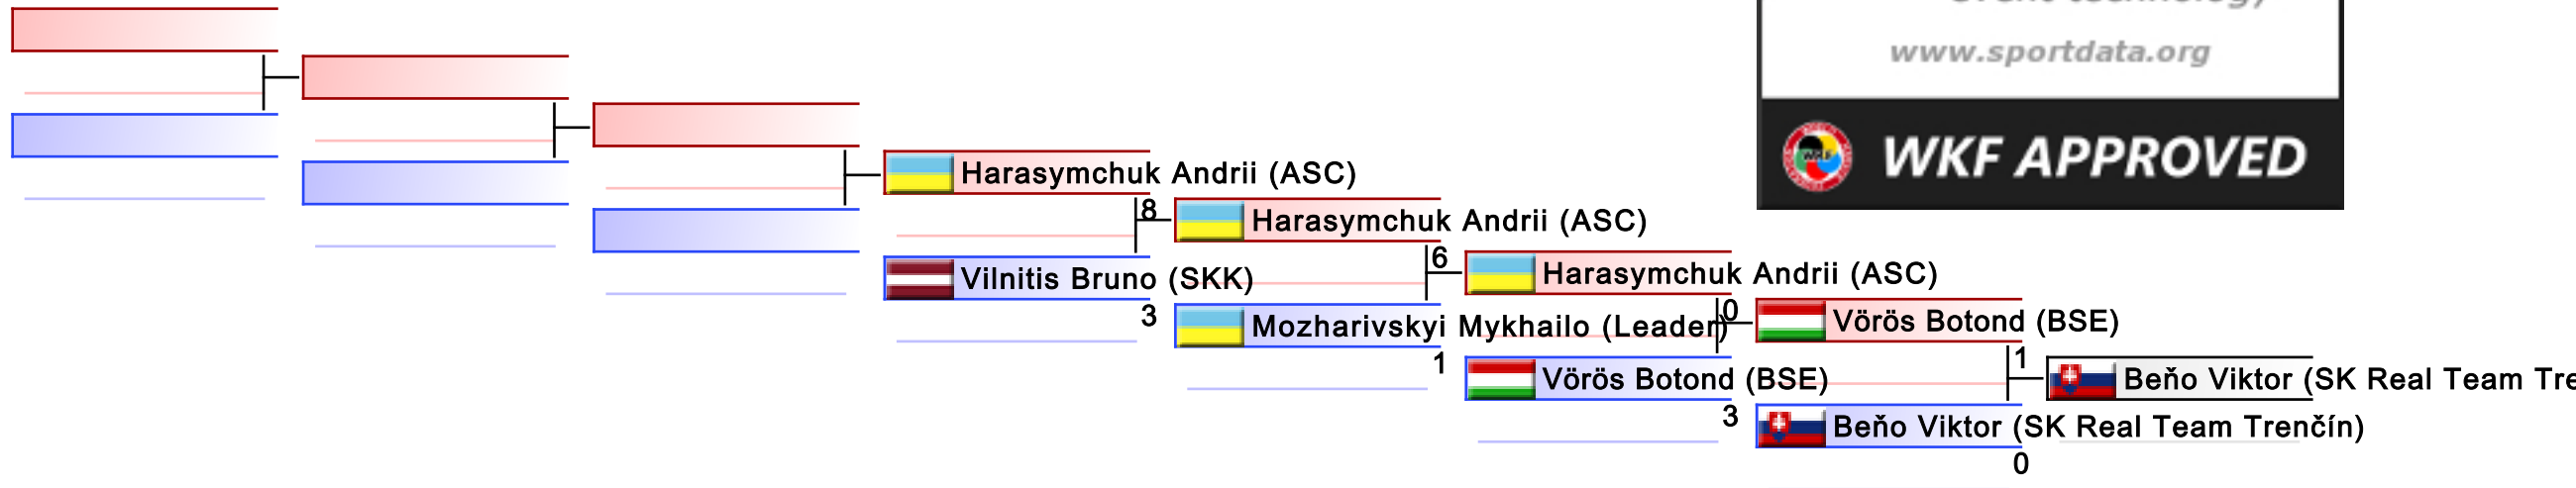 www.sportdata.org
WKF APPROVED
Harasymchuk Andrii (ASC)
8
Harasymchuk Andrii (ASC)
6
Vilnitis Bruno (SKK)
3
Harasymchuk Andrii (ASC)
0
Mozharivskyi Mykhailo (Leader)
1
Vörös Botond (BSE)
1
Vörös Botond (BSE)
3
Beňo Viktor (SK Real Team Tre
Beňo Viktor (SK Real Team Trenčín)
0